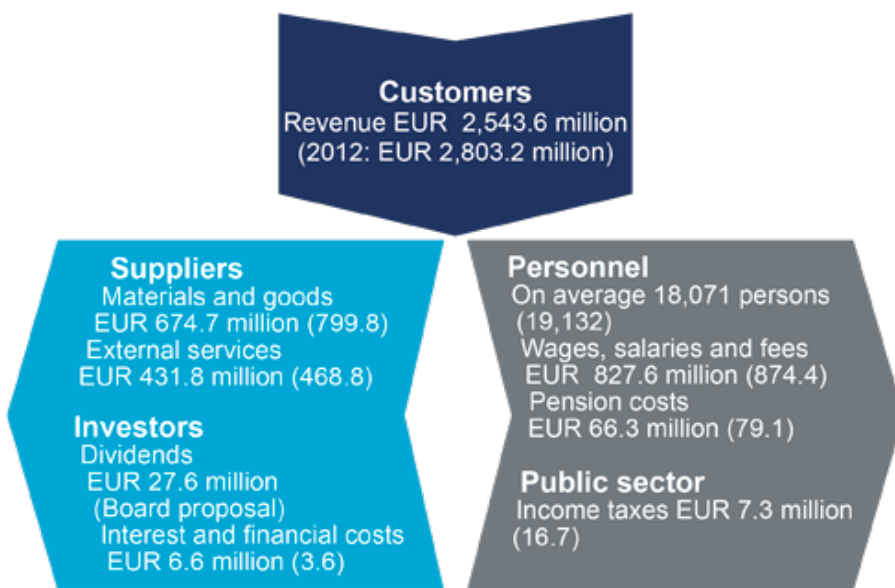 Customers
Revenue EUR 2,543.6 million
(2012: EUR 2,803.2 million)
Suppliers
Materials and goods
EUR 674.7 million (799.8)
External services
EUR 431.8 million (468.8)
Investors
Dividends
EUR 27.6 million
(Board proposal)
Interest and financial costs
EUR 6.6 million (3.6)
Personnel
On average 18,071 persons
(19,132)
Wages, salaries and fees
EUR 827.6 million (874.4)
Pension costs
EUR 66.3 million (79.1)
Public sector
Income taxes EUR 7.3 million
(16.7)